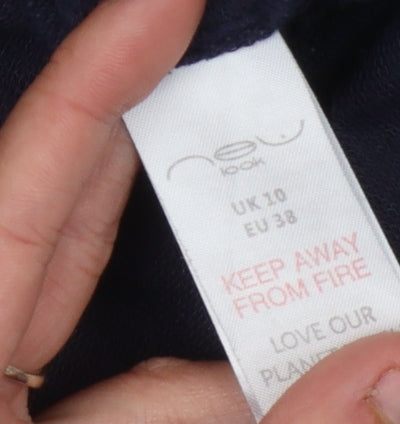 new
look
UK 10
EU 38
KEEP AWAY
FROM FIRE
LOVE OUR